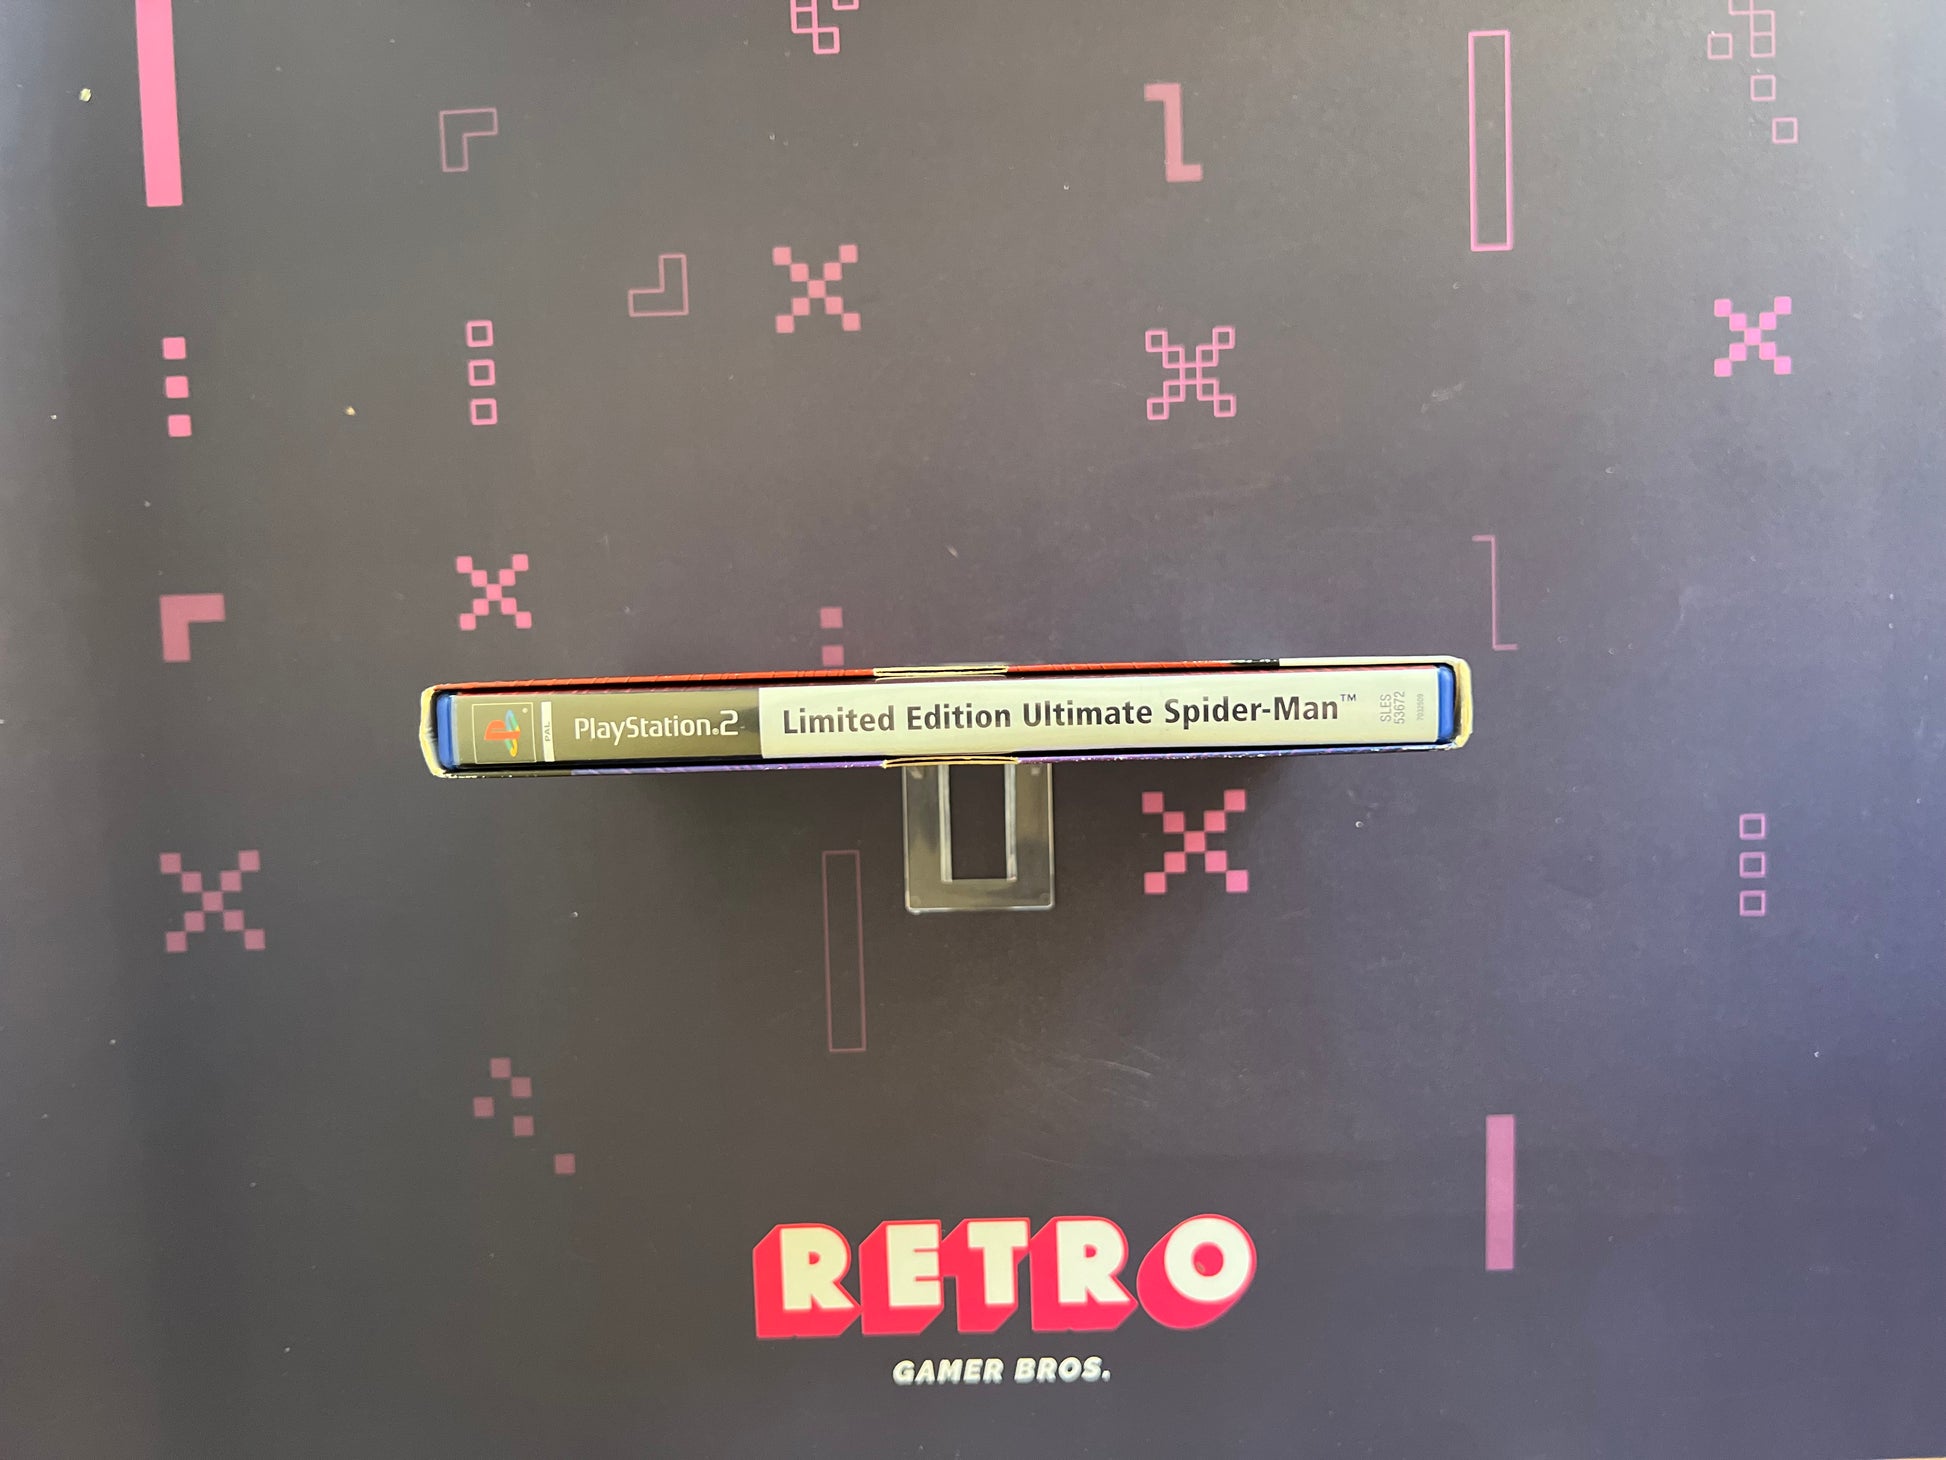 PAL
PlayStation.2
Limited Edition Ultimate Spider-Man™
SLES
53672
RETRO
GAMER BROS.